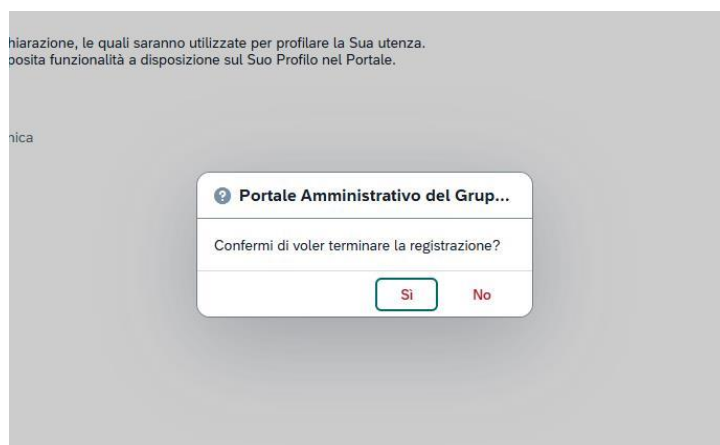 hiarazione, le quali saranno utilizzate per profilare la Sua utenza.
posita funzionalità a disposizione sul Suo Profilo nel Portale.
nica
Portale Amministrativo del Grup...
Confermi di voler terminare la registrazione?
Sì No